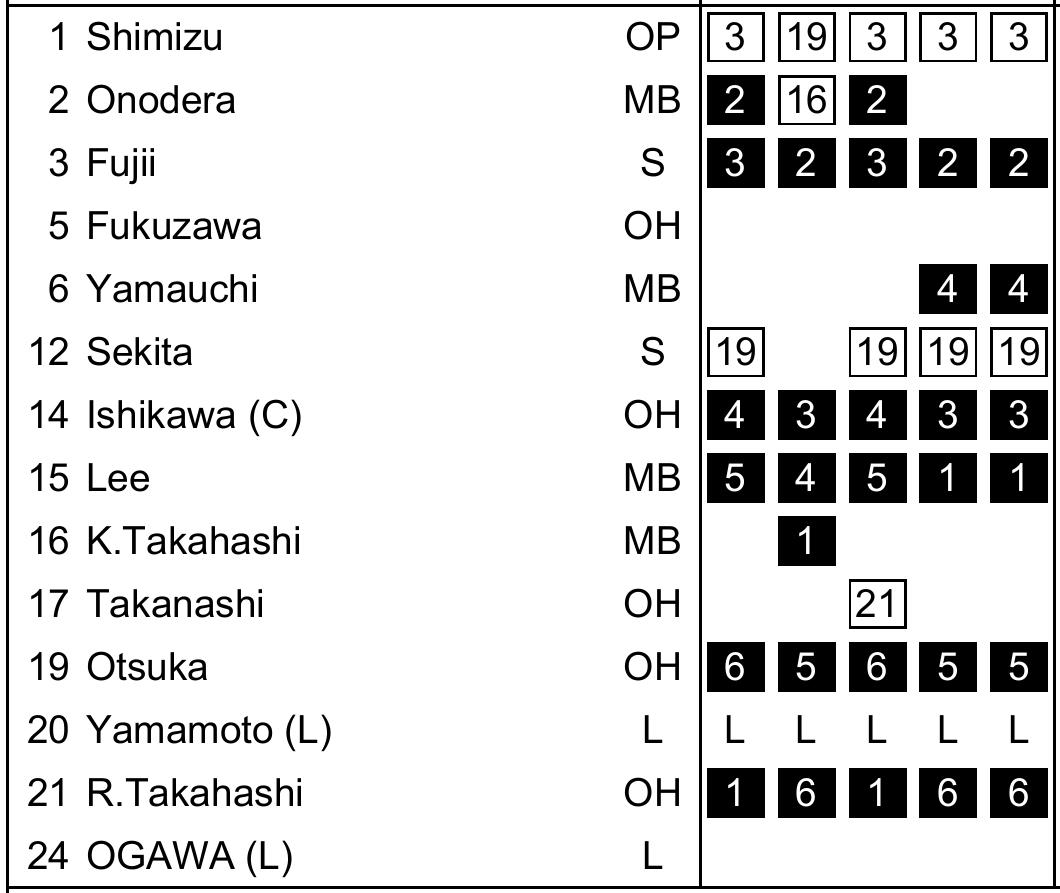 1 Shimizu OP 3 19 3 3 3
2 Onodera MB 2 16 2
3 Fujii S 3 2 3 2 2
5 Fukuzawa OH
6 Yamauchi MB 4 4
12 Sekita S 19 19 19 19
14 Ishikawa (C) OH 4 3 4 3 3
15 Lee MB 5 4 5 1 1
16 K.Takahashi MB 1
17 Takanashi OH 21
19 Otsuka OH 6 5 6 5 5
20 Yamamoto (L) L L L L L L
21 R.Takahashi OH 1 6 1 6 6
24 OGAWA (L) L